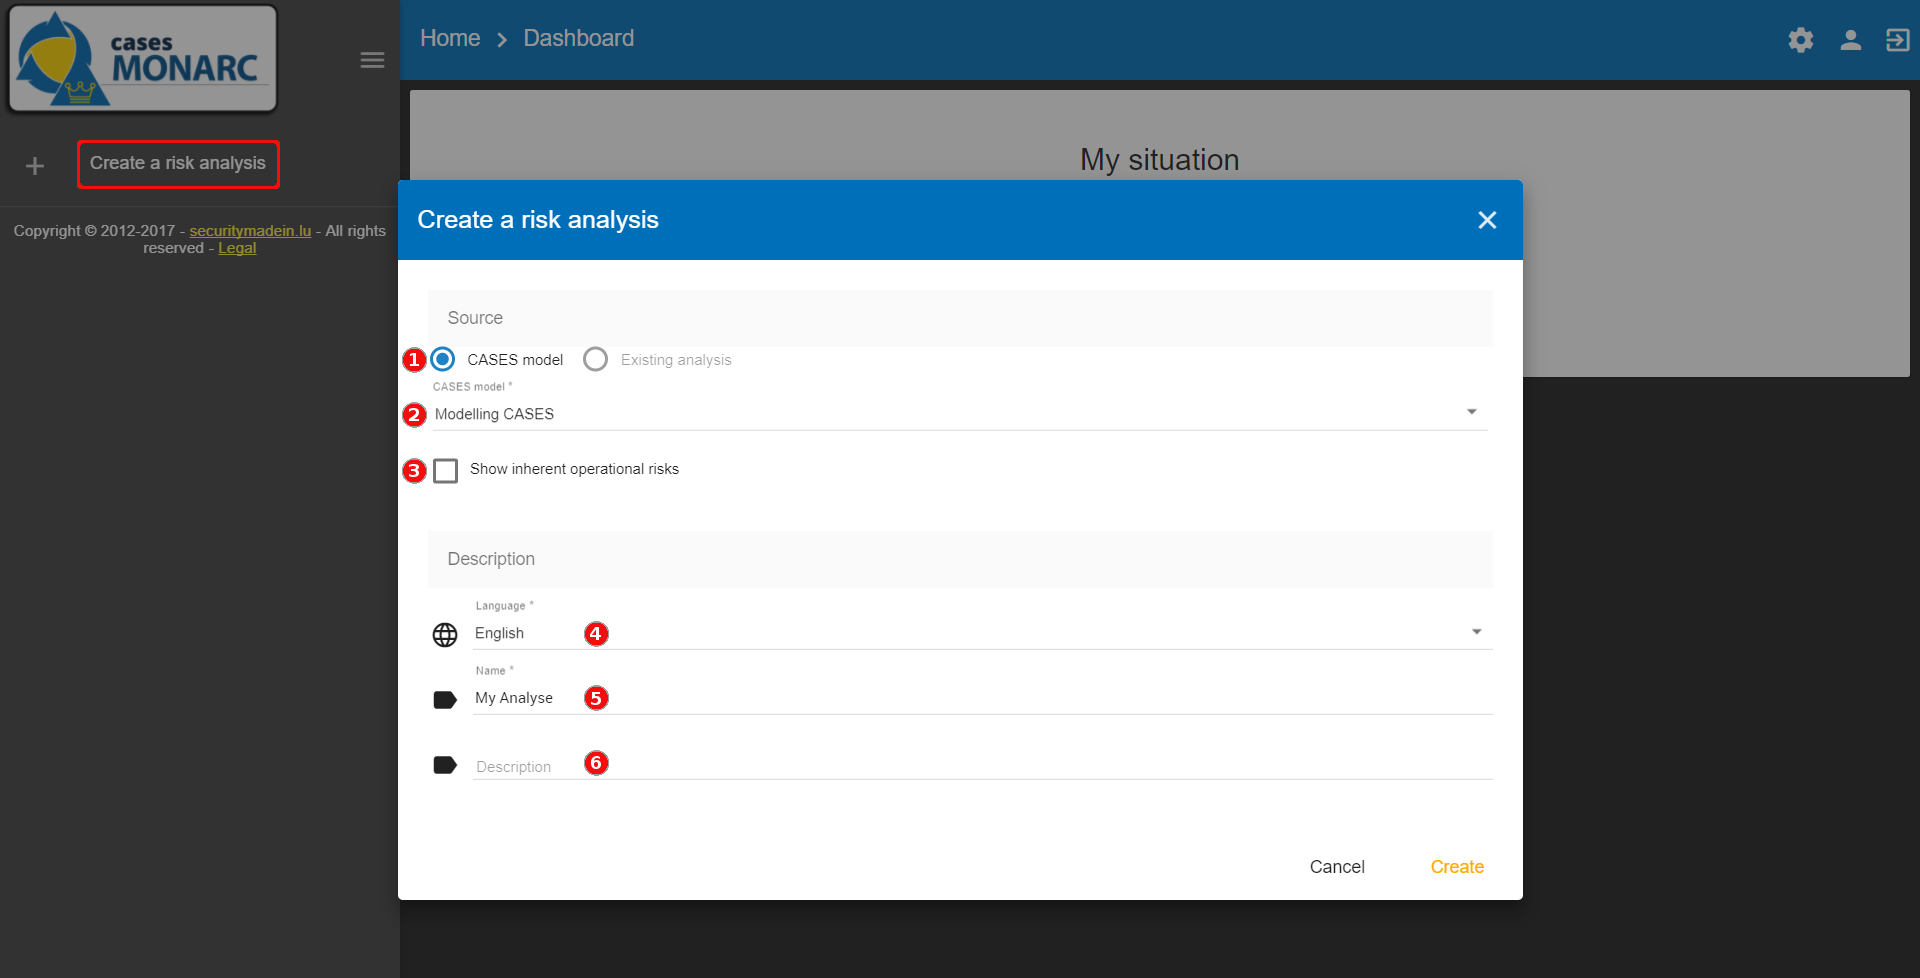 cases
MONARC
Home > Dashboard
Create a risk analysis
Copyright © 2012-2017 - securitymadein.lu - All rights
reserved - Legal
My situation
Create a risk analysis
Source
1 CASES model Existing analysis
CASES model *
2 Modelling CASES
3 Show inherent operational risks
Description
Language *
English 4
Name *
My Analyse 5
Description 6
Cancel Create